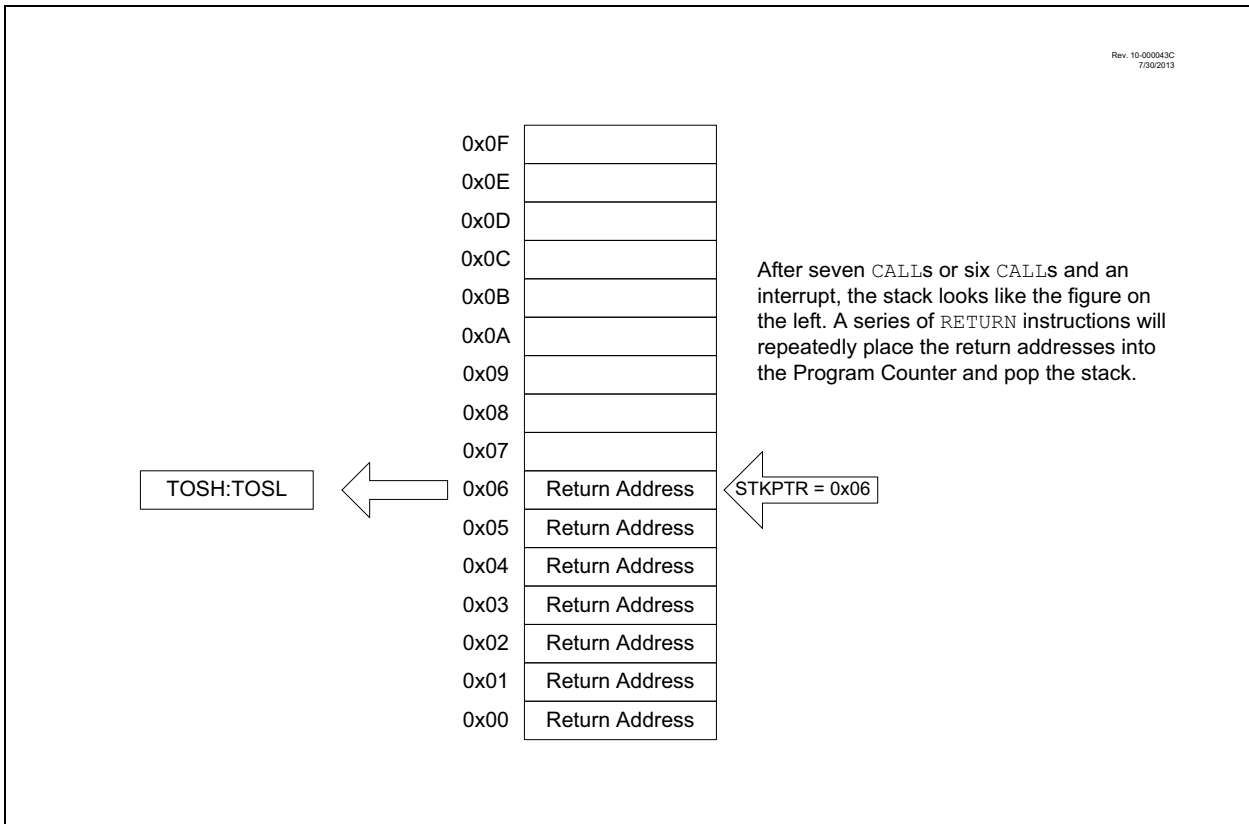 Rev. 10-000043C
7/30/2013
0x0F
0x0E
0x0D
0x0C
0x0B
0x0A
0x09
0x08
0x07
After seven CALLs or six CALLs and an
interrupt, the stack looks like the figure on
the left. A series of RETURN instructions will
repeatedly place the return addresses into
the Program Counter and pop the stack.
TOSH:TOSL
0x06 Return Address
STKPTR = 0x06
0x05 Return Address
0x04 Return Address
0x03 Return Address
0x02 Return Address
0x01 Return Address
0x00 Return Address